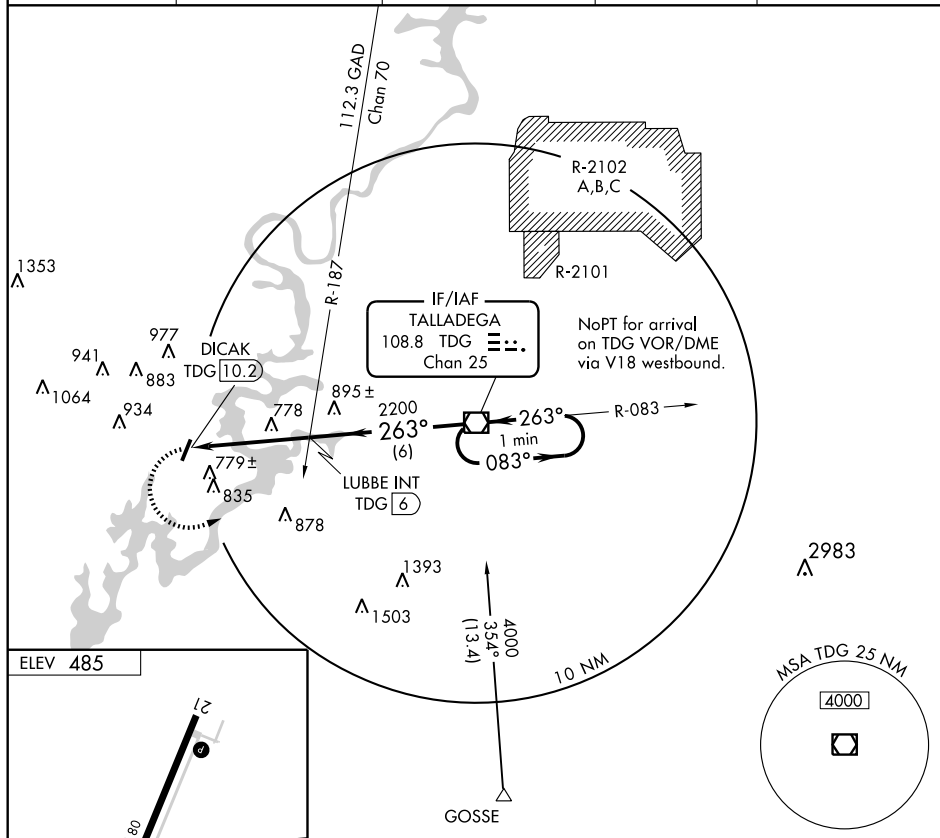 112.3 GAD
Chan 70
R-187
R-2102
A,B,C
R-2101
1353
IF/IAF
TALLADEGA
108.8 TDG
Chan 25
NoPT for arrival
on TDG VOR/DME
via V18 westbound.
977
DICAK
TDG 10.2
941
883
1064
934
778
895 ±
2200
263°
(6)
263°
R-083
1 min
083°
LUBBE INT
TDG 6
779 ±
835
878
1393
1503
2983
4000
354°
(13.4)
10 NM
GOSSE
MSA TDG 25 NM
4000
ELEV 485
21
P
80